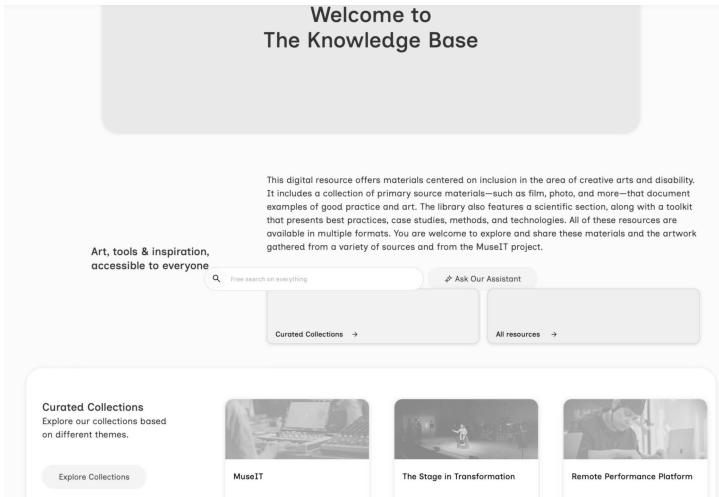 Welcome to
The Knowledge Base
This digital resource offers materials centered on inclusion in the area of creative arts and disability.
It includes a collection of primary source materials—such as film, photo, and more—that document
examples of good practice and art. The library also features a scientific section, along with a toolkit
that presents best practices, case studies, methods, and technologies. All of these resources are
available in multiple formats. You are welcome to explore and share these materials and the artwork
gathered from a variety of sources and from the MuseIT project.
Art, tools & inspiration,
accessible to everyone
Free search on everything
Ask Our Assistant
Curated Collections →
All resources →
Curated Collections
Explore our collections based
on different themes.
Explore Collections
MuseIT
The Stage in Transformation
Remote Performance Platform